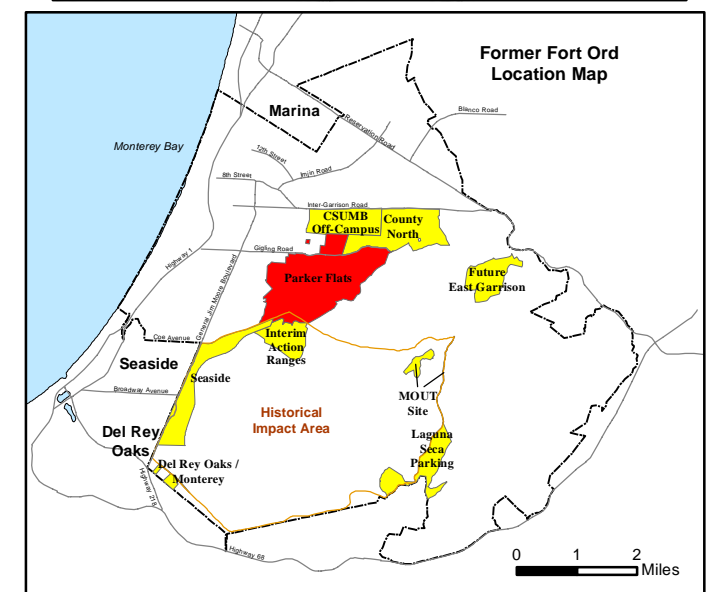 Former Fort Ord
Location Map
Marina
Blanco Road
Reservation Road
Monterey Bay
12th Street
Imjin Road
8th Street
Inter-Garrison Road
CSUMB
Off-Campus
County
North
Gigling Road
Highway 1
General Jim Moore Boulevard
Parker Flats
Future
East Garrison
Coe Avenue
Interim
Action
Ranges
Seaside
Seaside
Broadway Avenue
MOUT
Site
Historical
Impact Area
Del Rey
Oaks
Laguna
Seca
Parking
Del Rey Oaks /
Monterey
Highway 218
Highway 68
0 1 2
Miles